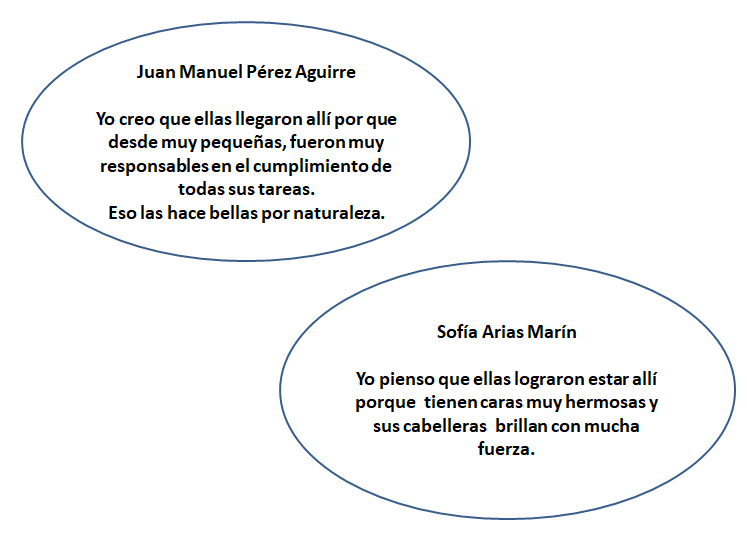 Juan Manuel Pérez Aguirre
Yo creo que ellas llegaron allí por que
desde muy pequeñas, fueron muy
responsables en el cumplimiento de
todas sus tareas.
Eso las hace bellas por naturaleza.
Sofía Arias Marín
Yo pienso que ellas lograron estar allí
porque tienen caras muy hermosas y
sus cabelleras brillan con mucha
fuerza.